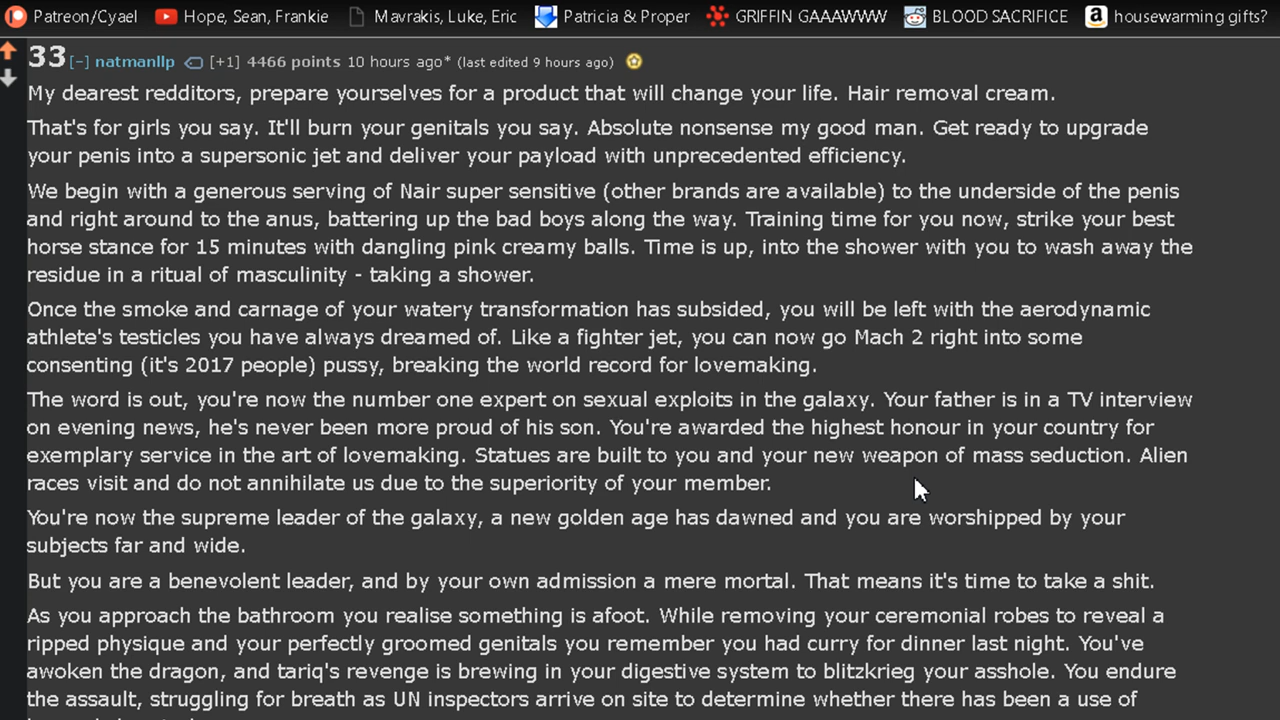 Patreon/Cyael Hope, Sean, Frankie Mavrakis, Luke, Eric Patricia & Proper GRIFFIN GAAAWWW BLOOD SACRIFICE housewarming gifts?
33 [-] natmanllp [+1] 4466 points 10 hours ago* (last edited 9 hours ago)
My dearest redditors, prepare yourselves for a product that will change your life. Hair removal cream.
That's for girls you say. It'll burn your genitals you say. Absolute nonsense my good man. Get ready to upgrade
your penis into a supersonic jet and deliver your payload with unprecedented efficiency.
We begin with a generous serving of Nair super sensitive (other brands are available) to the underside of the penis
and right around to the anus, battering up the bad boys along the way. Training time for you now, strike your best
horse stance for 15 minutes with dangling pink creamy balls. Time is up, into the shower with you to wash away the
residue in a ritual of masculinity - taking a shower.
Once the smoke and carnage of your watery transformation has subsided, you will be left with the aerodynamic
athlete's testicles you have always dreamed of. Like a fighter jet, you can now go Mach 2 right into some
consenting (it's 2017 people) pussy, breaking the world record for lovemaking.
The word is out, you're now the number one expert on sexual exploits in the galaxy. Your father is in a TV interview
on evening news, he's never been more proud of his son. You're awarded the highest honour in your country for
exemplary service in the art of lovemaking. Statues are built to you and your new weapon of mass seduction. Alien
races visit and do not annihilate us due to the superiority of your member.
You're now the supreme leader of the galaxy, a new golden age has dawned and you are worshipped by your
subjects far and wide.
But you are a benevolent leader, and by your own admission a mere mortal. That means it's time to take a shit.
As you approach the bathroom you realise something is afoot. While removing your ceremonial robes to reveal a
ripped physique and your perfectly groomed genitals you remember you had curry for dinner last night. You've
awoken the dragon, and tariq's revenge is brewing in your digestive system to blitzkrieg your asshole. You endure
the assault, struggling for breath as UN inspectors arrive on site to determine whether there has been a use of